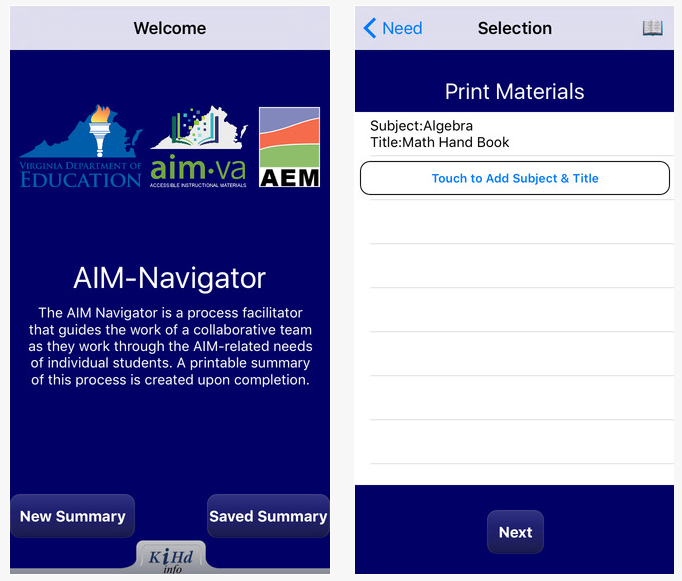 Welcome
VIRGINIA DEPARTMENT OF
EDUCATION
aim·va
ACCESSIBLE INSTRUCTIONAL MATERIALS
AEM
AIM-Navigator
The AIM Navigator is a process facilitator
that guides the work of a collaborative team
as they work through the AIM-related needs
of individual students. A printable summary
of this process is created upon completion.
New Summary
Saved Summary
KiHd
info
Need
Selection
Print Materials
Subject:Algebra
Title:Math Hand Book
Touch to Add Subject & Title
Next